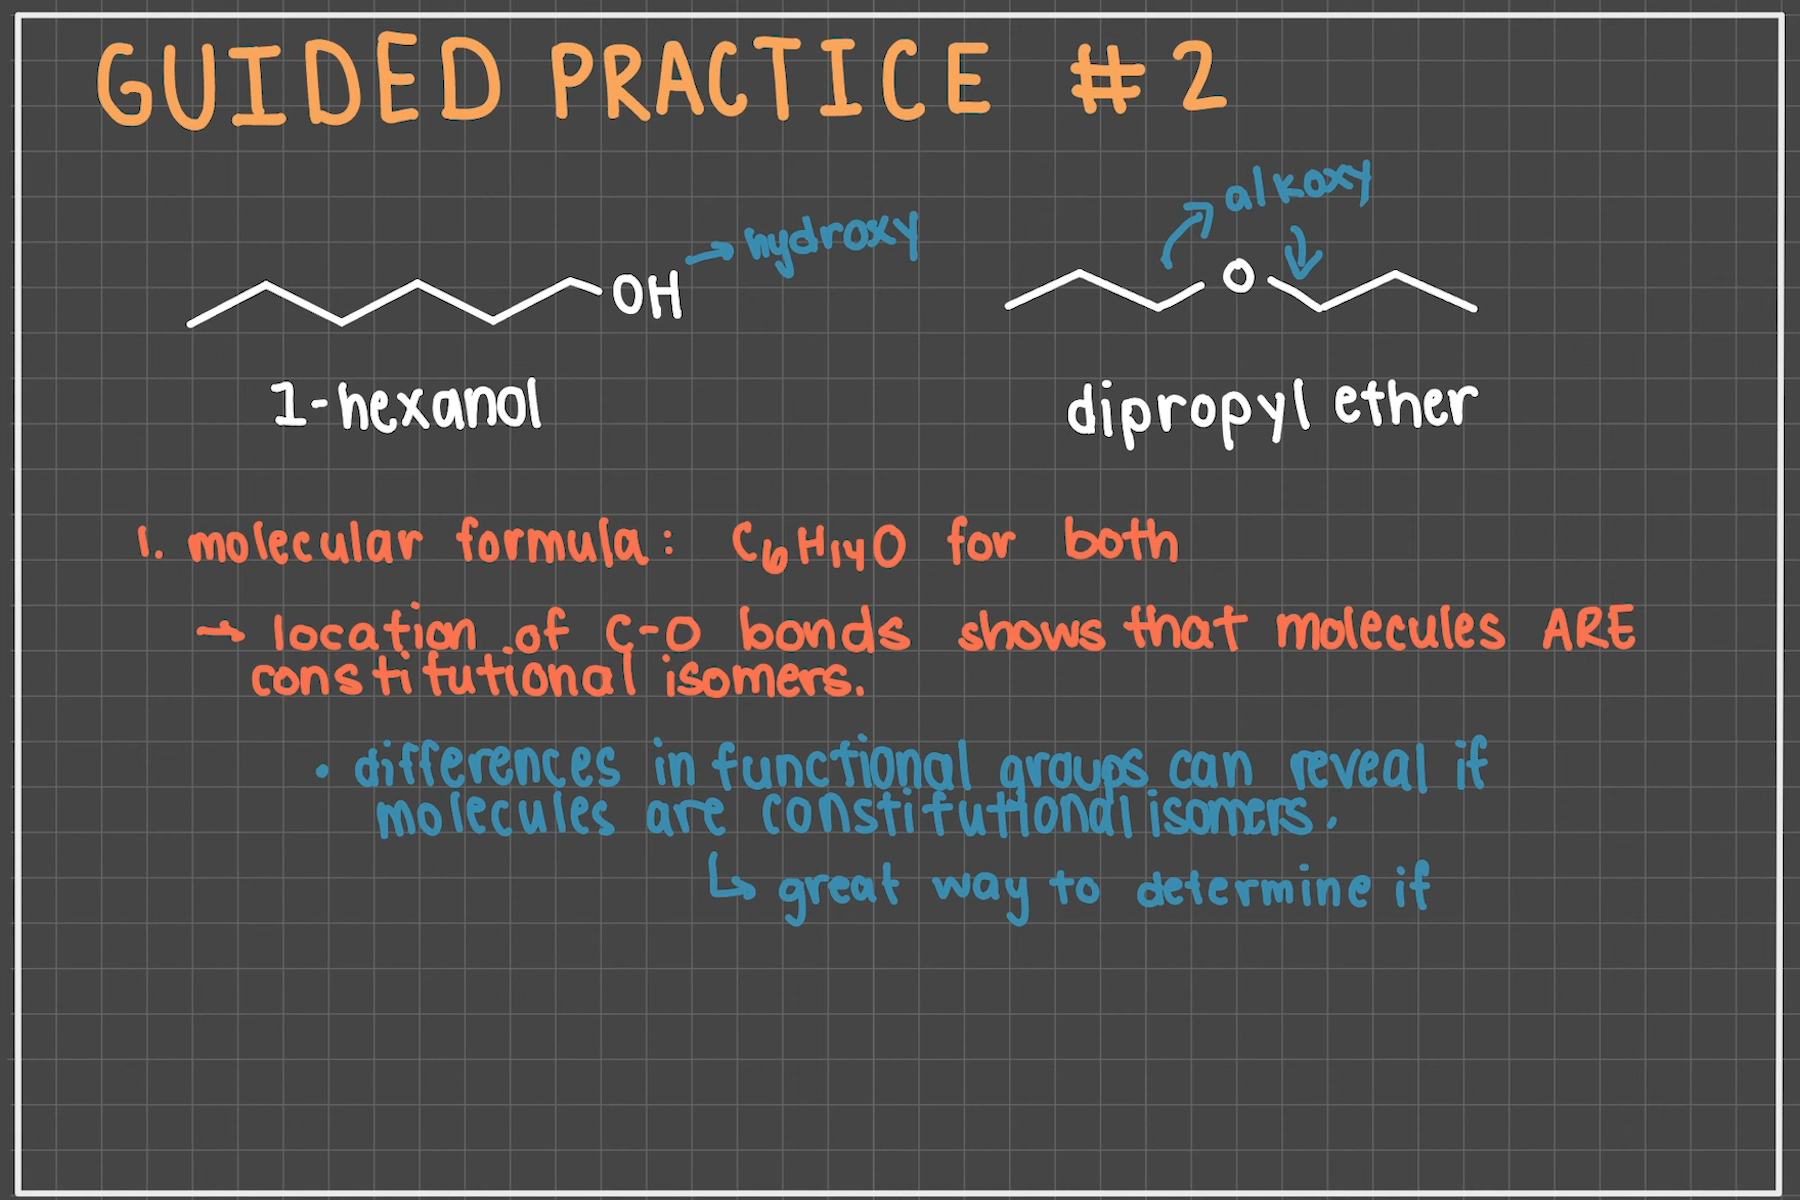 GUIDED PRACTICE #2
alkoxy
hydroxy
OH
O
1-hexanol
dipropyl ether
1. molecular formula: C₆H₁₄O for both
→ location of C-O bonds shows that molecules ARE
constitutional isomers.
• differences in functional groups can reveal if
molecules are constitutional isomers.
↳ great way to determine if